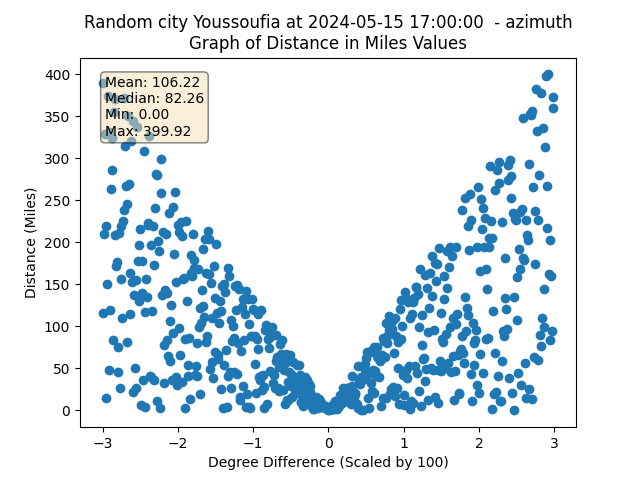 Random city Youssoufia at 2024-05-15 17:00:00  - azimuth
Graph of Distance in Miles Values
400
350
300
250
200
150
100
50
0
Mean: 106.22
Median: 82.26
Min: 0.00
Max: 399.92
Distance (Miles)
−3
−2
−1
0
1
2
3
Degree Difference (Scaled by 100)